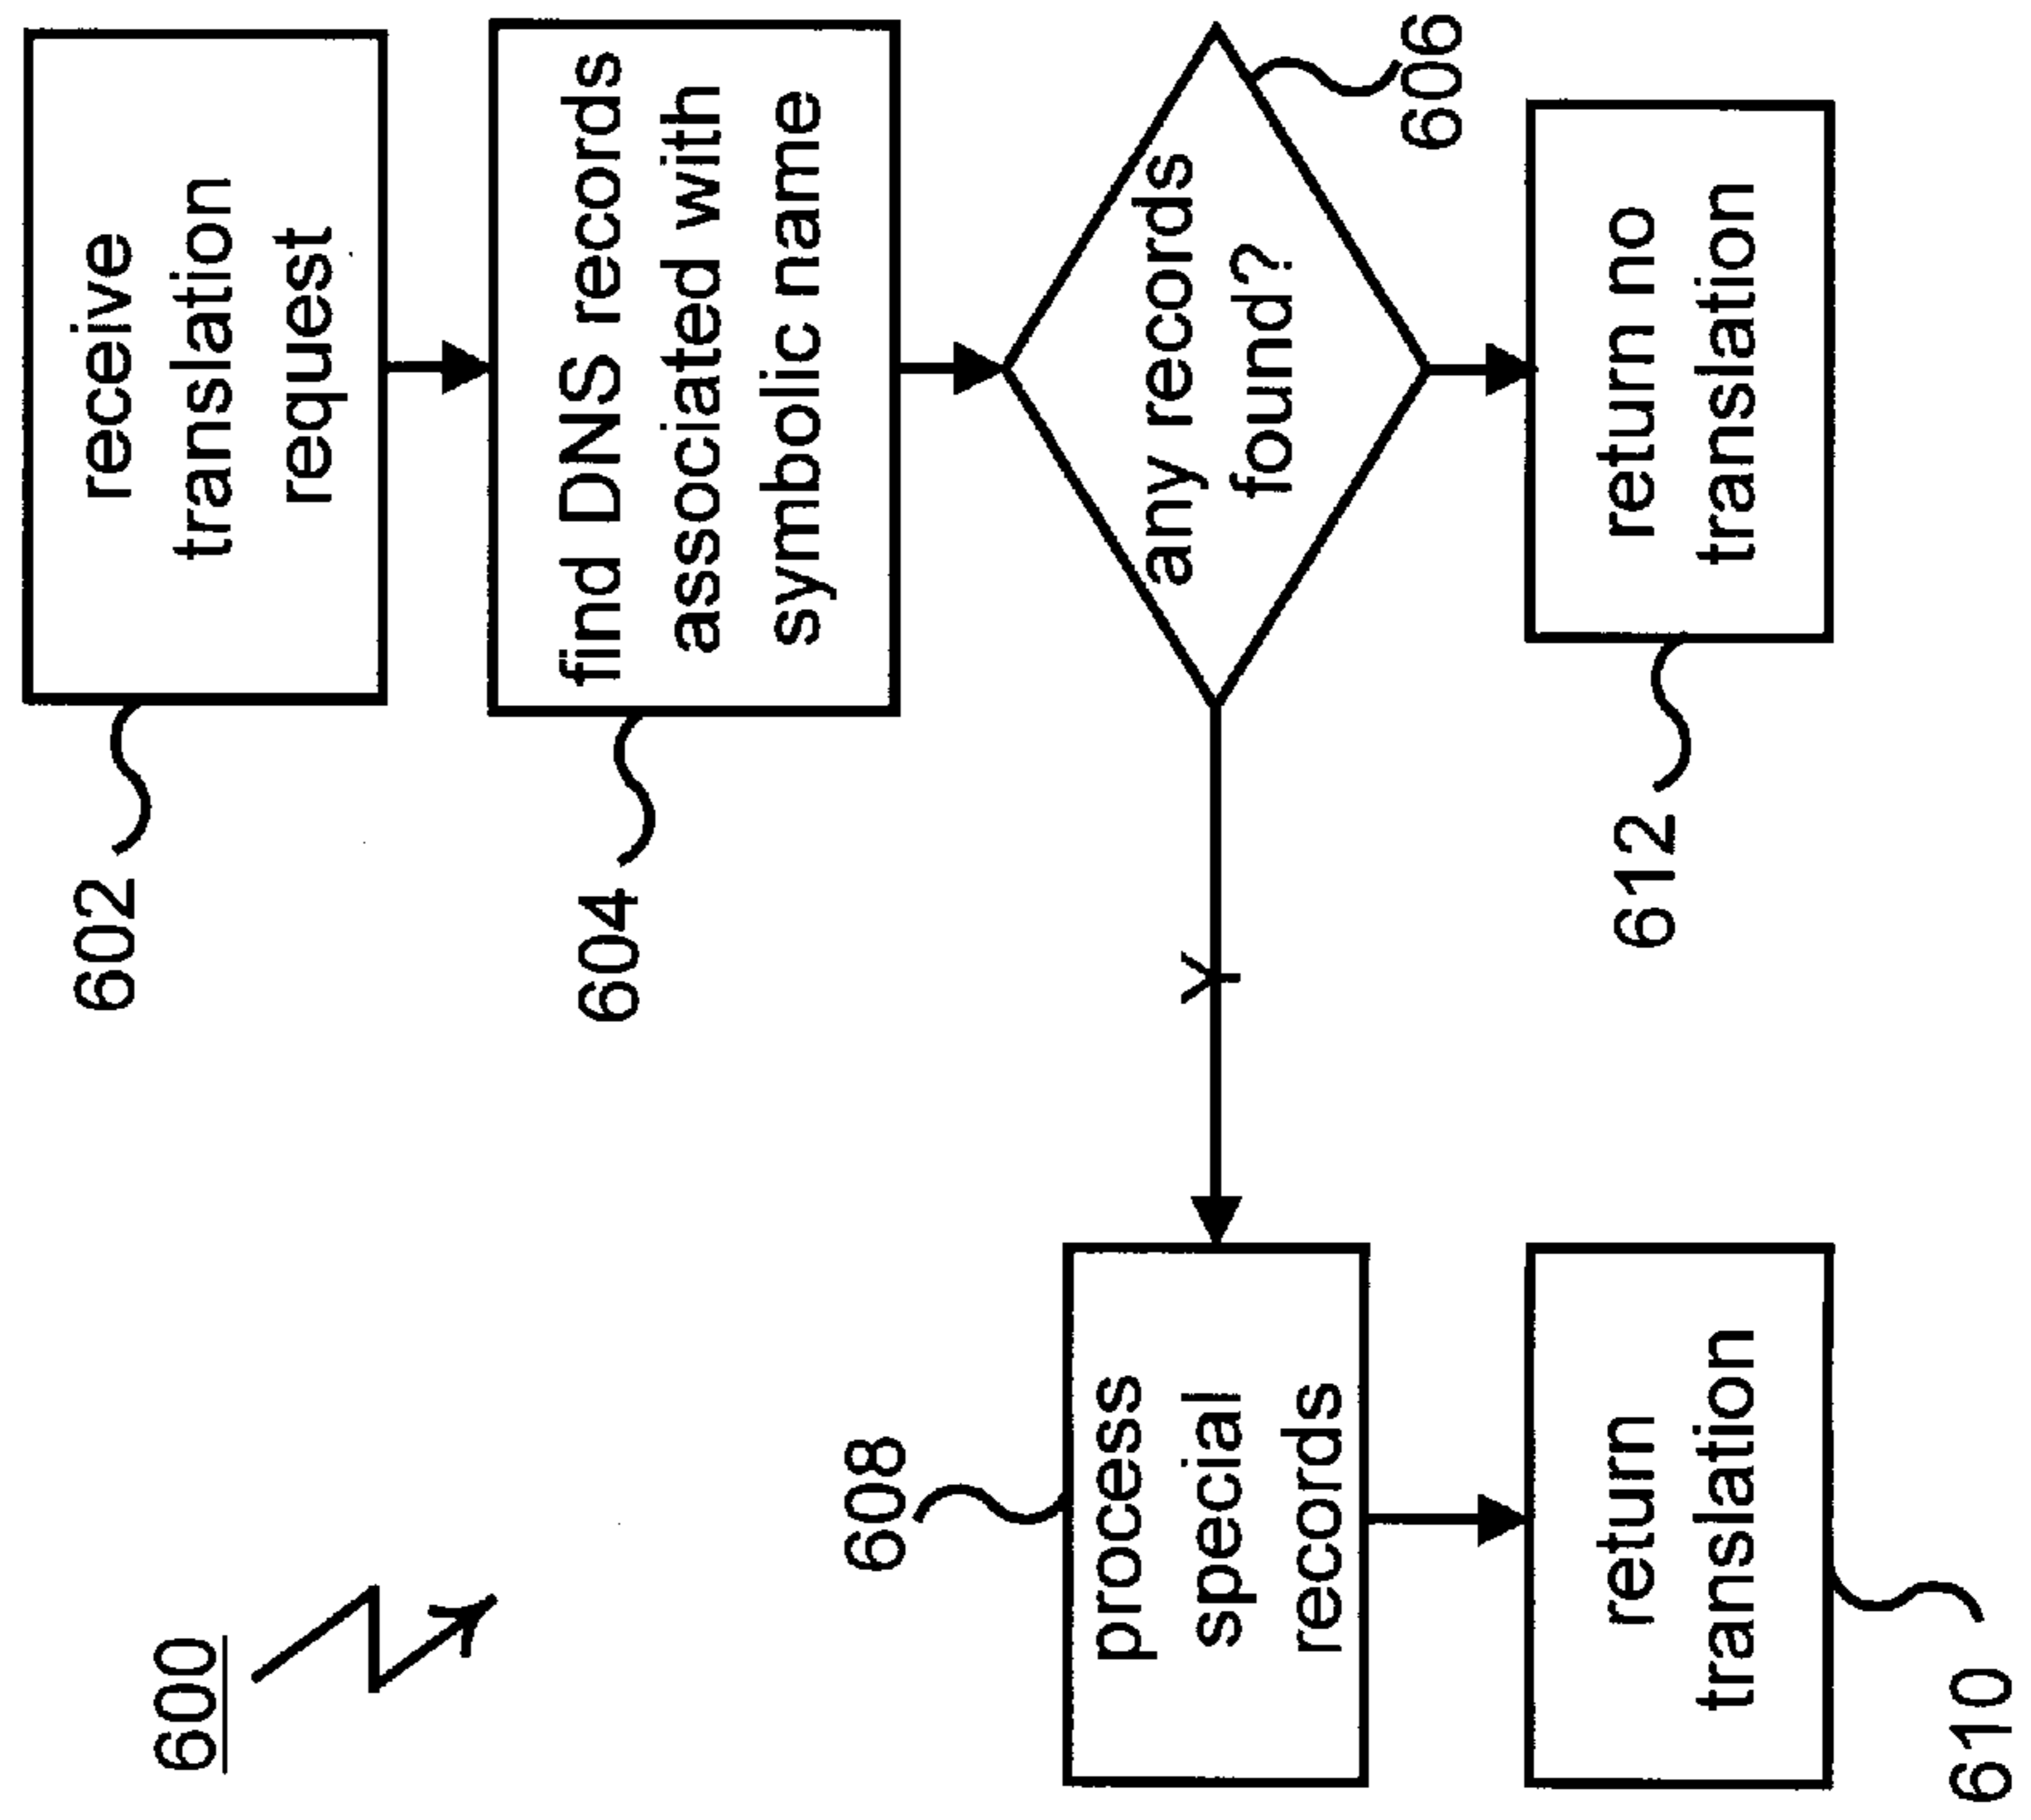 600
602
receive
translation
request
604
find DNS records
associated with
symbolic name
606
any records
found?
Y
608
process
special
records
610
return
translation
612
return no
translation